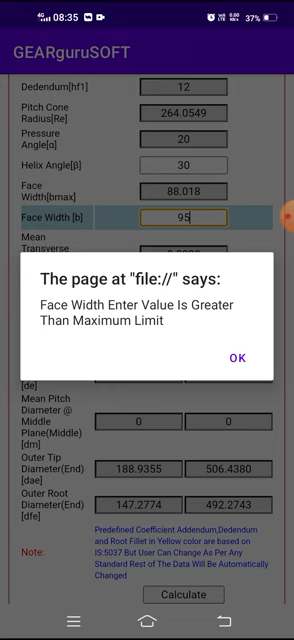 4G 08:35 0.00 KB/s 37%
GEARguruSOFT
Dedendum[hf1] 12
Pitch Cone
Radius[Re] 264.0549
Pressure
Angle[α] 20
Helix Angle[β] 30
Face
Width[bmax] 88.018
Face Width [b] 95
Mean
Transverse
The page at "file://" says:
Face Width Enter Value Is Greater
Than Maximum Limit
OK
[de]
Mean Pitch
Diameter @
Middle
Plane(Middle)
[dm] 0 0
Outer Tip
Diameter(End)
[dae] 188.9355 506.4380
Outer Root
Diameter(End)
[dfe] 147.2774 492.2743
Note: Predefined Coefficient Addendum,Dedendum
and Root Fillet in Yellow color are based on
IS:5037 But User Can Change As Per Any
Standard Rest of The Data Will Be Automatically
Changed
Calculate